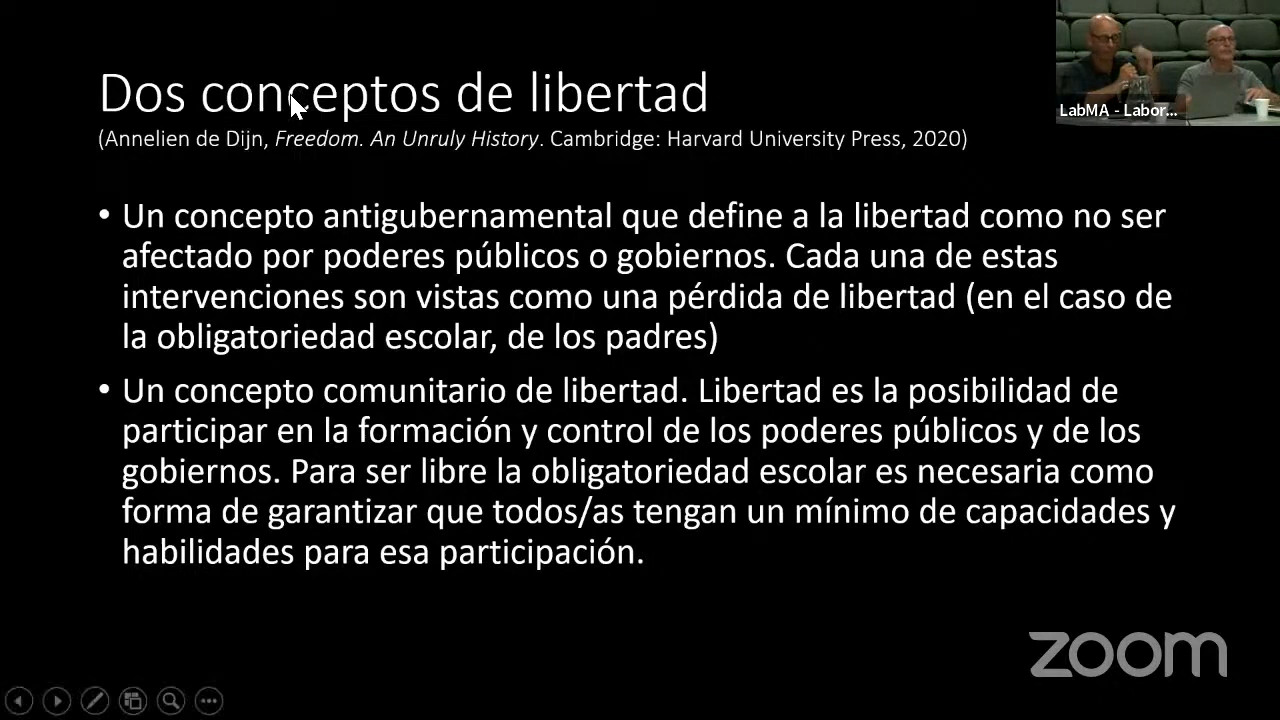 Dos conceptos de libertad
(Annelien de Dijn, Freedom. An Unruly History. Cambridge: Harvard University Press, 2020)
• Un concepto antigubernamental que define a la libertad como no ser
afectado por poderes públicos o gobiernos. Cada una de estas
intervenciones son vistas como una pérdida de libertad (en el caso de
la obligatoriedad escolar, de los padres)
• Un concepto comunitario de libertad. Libertad es la posibilidad de
participar en la formación y control de los poderes públicos y de los
gobiernos. Para ser libre la obligatoriedad escolar es necesaria como
forma de garantizar que todos/as tengan un mínimo de capacidades y
habilidades para esa participación.
LabMA - Labor...
zoom